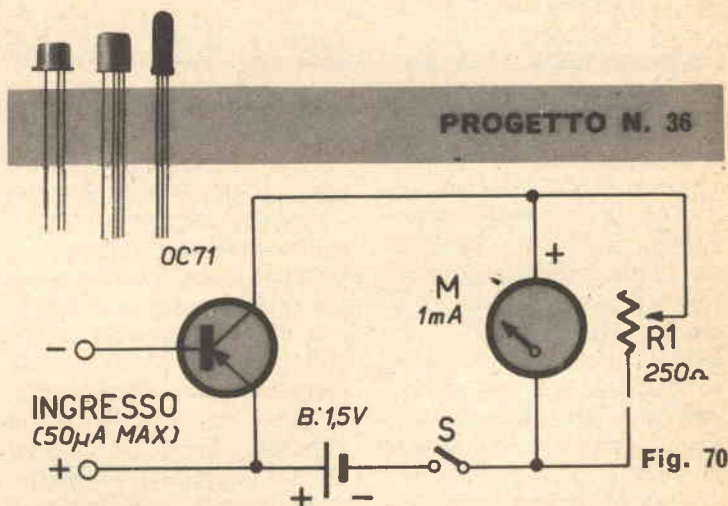 PROGETTO N. 36
OC71
+
M
1mA
R1
250Ω
-
INGRESSO
(50µA MAX)
+
B:1,5V
+
-
S
Fig. 70